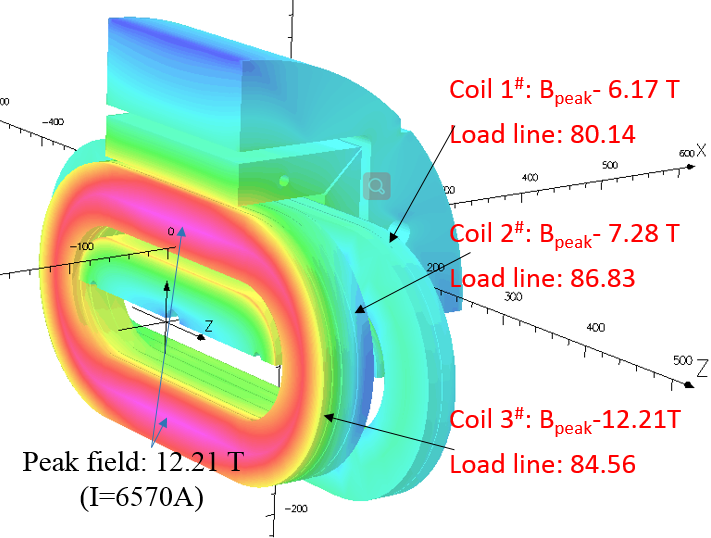 Coil 1#: Bpeak- 6.17 T
Load line: 80.14
Coil 2#: Bpeak- 7.28 T
Load line: 86.83
Coil 3#: Bpeak-12.21T
Load line: 84.56
Peak field: 12.21 T
(I=6570A)
-400
-100
0
Z
400
500
600
X
200
300
400
500
Z
-200